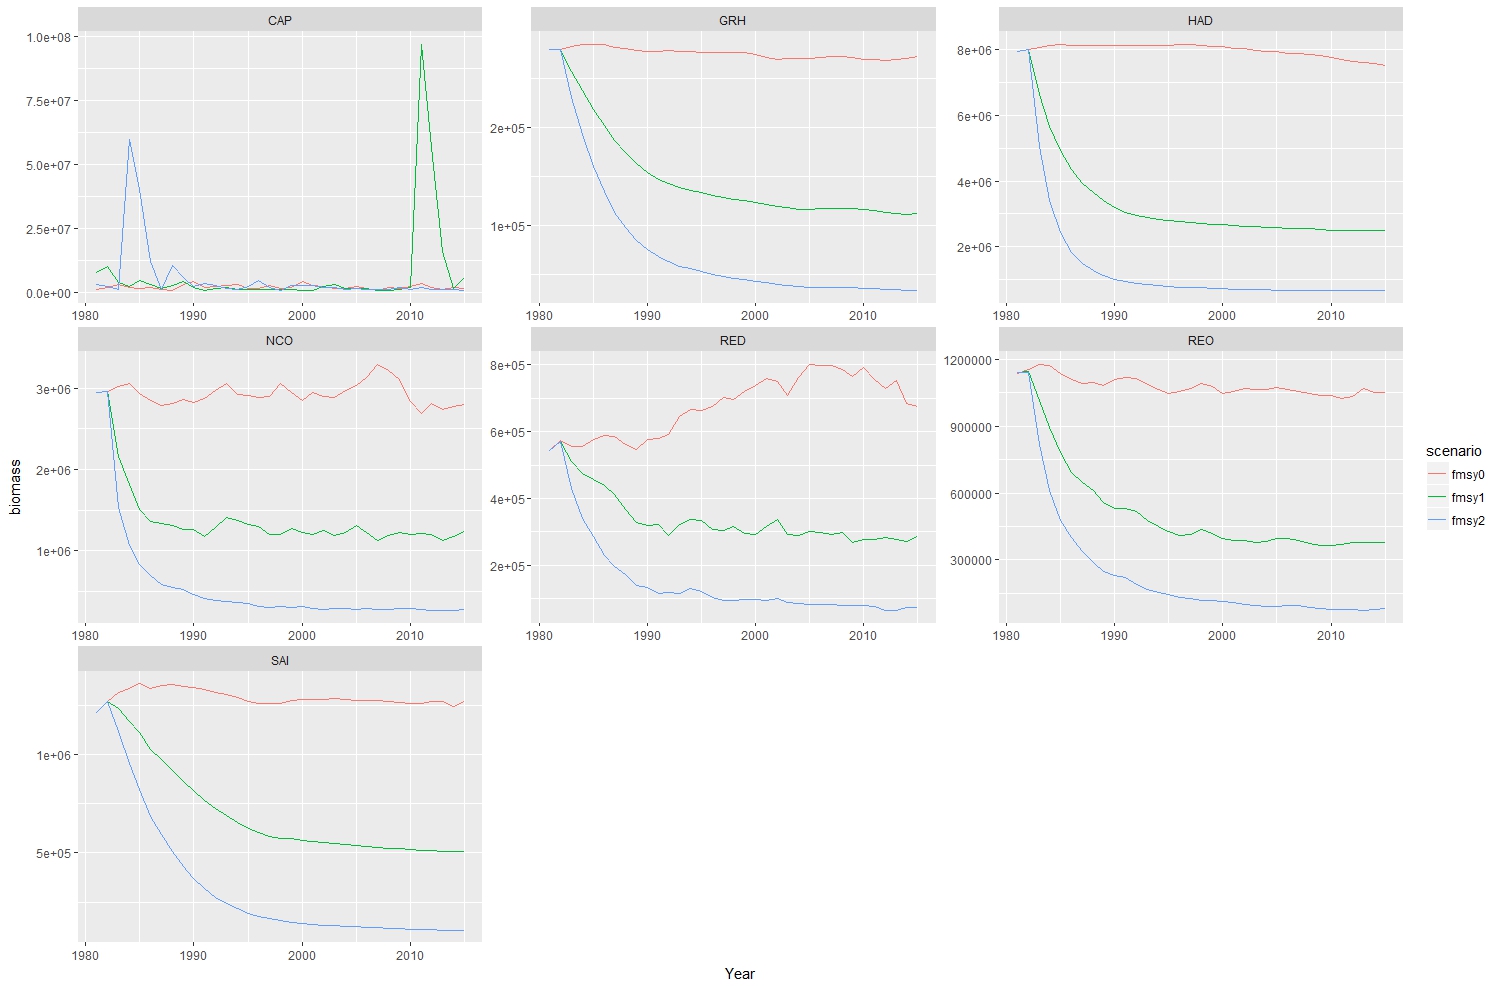 CAP
GRH
HAD
1.0e+08
7.5e+07
5.0e+07
2.5e+07
0.0e+00
2e+05
1e+05
8e+06
6e+06
4e+06
2e+06
1980 1990 2000 2010
1980 1990 2000 2010
1980 1990 2000 2010
NCO
RED
REO
3e+06
2e+06
1e+06
8e+05
6e+05
4e+05
2e+05
1200000
900000
600000
300000
1980 1990 2000 2010
1980 1990 2000 2010
1980 1990 2000 2010
SAI
1e+06
5e+05
1980 1990 2000 2010
biomass
Year
scenario
fmsy0
fmsy1
fmsy2